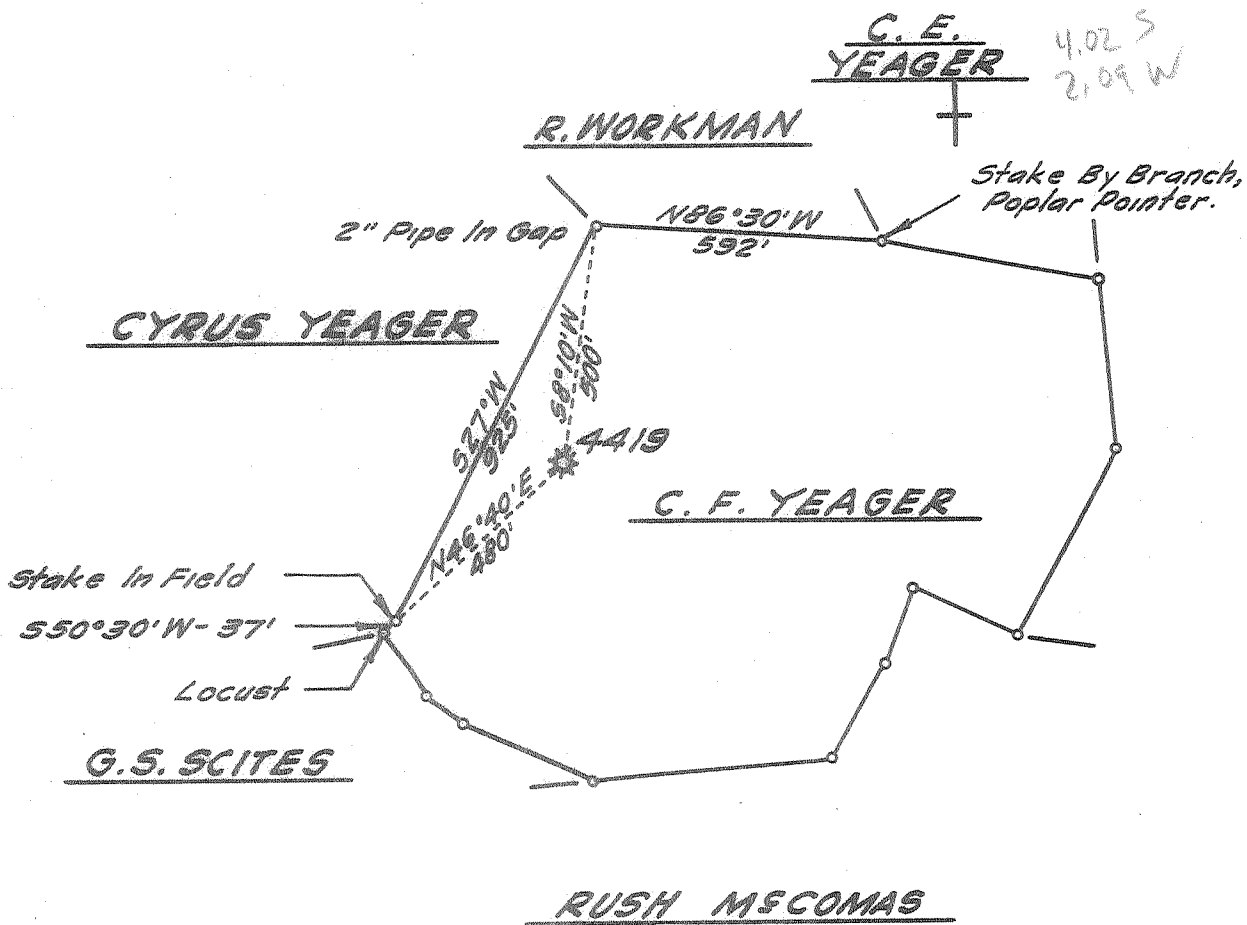 C. E.
YEAGER
4.02 S
2.09 W
R. WORKMAN
Stake By Branch,
Poplar Pointer.
2" Pipe In Gap
N86°30'W
592'
CYRUS YEAGER
S8°10'W
500'
S27°W
925'
4419
N46°40'E
480'
C. F. YEAGER
Stake In Field
S50°30'W-37'
Locust
G.S. SCITES
RUSH McCOMAS